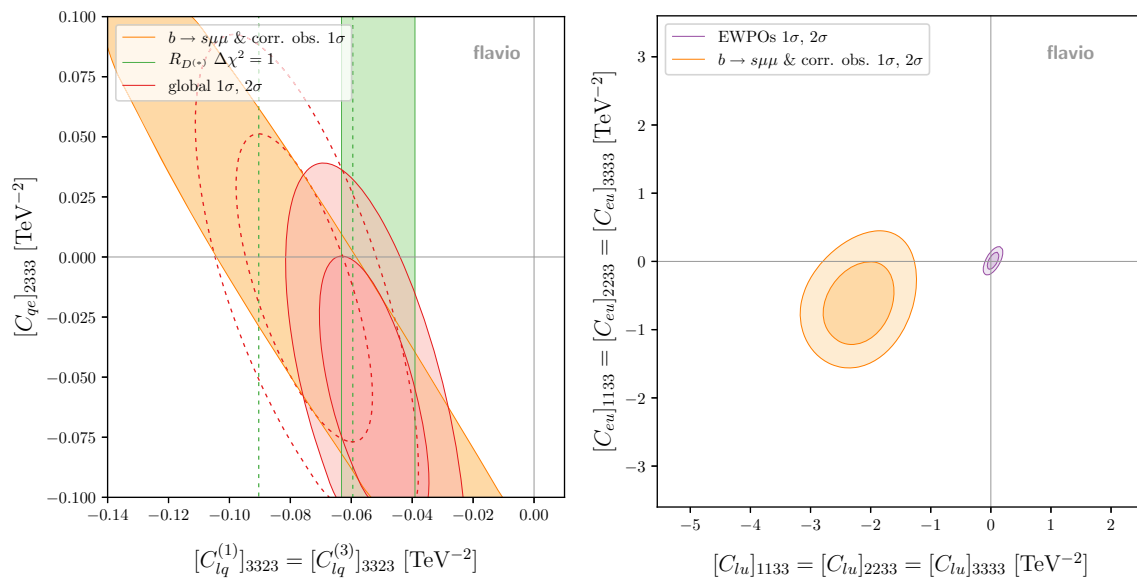 0.100
0.075
0.050
0.025
0.000
−0.025
−0.050
−0.075
−0.100
[C_{qe}]_{2333} [TeV^{−2}]
b → sμμ & corr. obs. 1σ
R_{D^{(*)}} Δχ^2 = 1
global 1σ, 2σ
flavio
−0.14 −0.12 −0.10 −0.08 −0.06 −0.04 −0.02 0.00
[C_{lq}^{(1)}]_{3323} = [C_{lq}^{(3)}]_{3323} [TeV^{−2}]
3
2
1
0
−1
−2
−3
[C_{eu}]_{1133} = [C_{eu}]_{2233} = [C_{eu}]_{3333} [TeV^{−2}]
EWPOs 1σ, 2σ
b → sμμ & corr. obs. 1σ, 2σ
flavio
−5 −4 −3 −2 −1 0 1 2
[C_{lu}]_{1133} = [C_{lu}]_{2233} = [C_{lu}]_{3333} [TeV^{−2}]